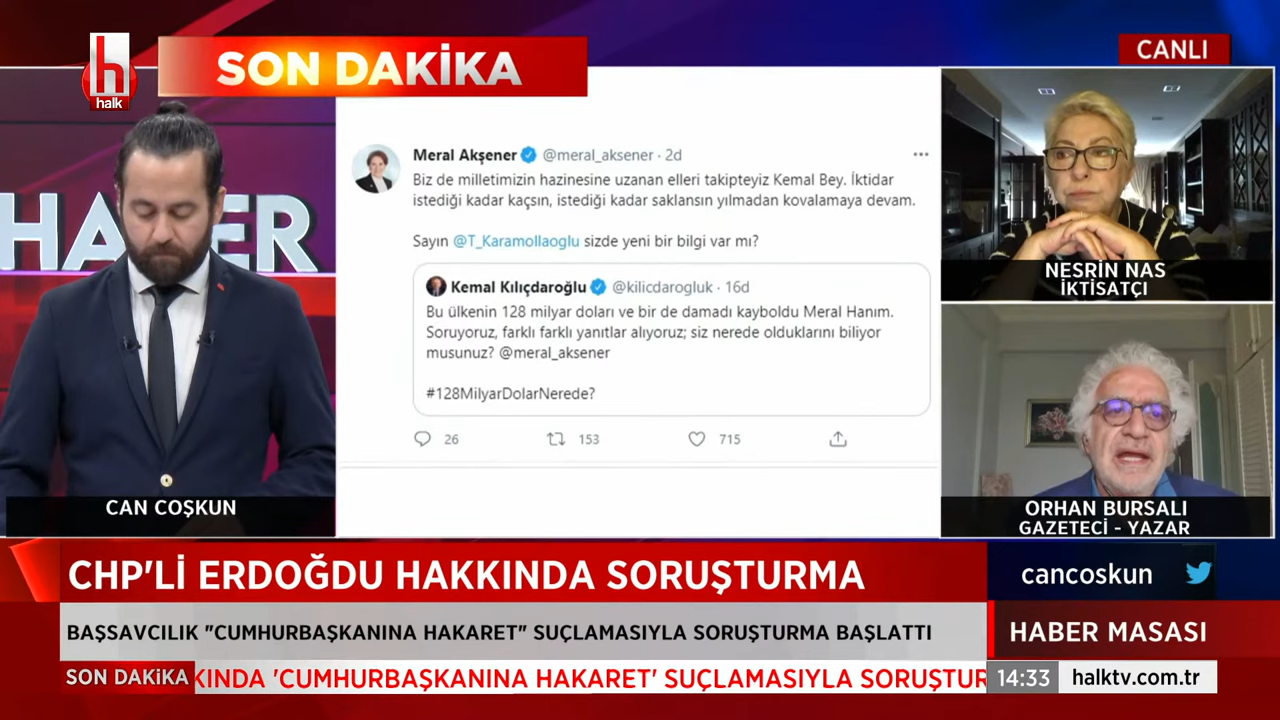 h
halk
SON DAKİKA
CANLI
HABER
Meral Akşener @meral_aksener · 2d
Biz de milletimizin hazinesine uzanan elleri takipteyiz Kemal Bey. İktidar
istediği kadar kaçsın, istediği kadar saklansın yılmadan kovalamaya devam.
Sayın @T_Karamollaoglu sizde yeni bir bilgi var mı?
Kemal Kılıçdaroğlu @kilicdarogluk · 16d
Bu ülkenin 128 milyar doları ve bir de damadı kayboldu Meral Hanım.
Soruyoruz, farklı farklı yanıtlar alıyoruz; siz nerede olduklarını biliyor
musunuz? @meral_aksener
#128MilyarDolarNerede?
26 153 715
NESRİN NAS
İKTİSATÇI
CAN COŞKUN
ORHAN BURSALI
GAZETECİ - YAZAR
CHP'Lİ ERDOĞDU HAKKINDA SORUŞTURMA
cancoskun
BAŞSAVCILIK "CUMHURBAŞKANINA HAKARET" SUÇLAMASIYLA SORUŞTURMA BAŞLATTI
HABER MASASI
SON DAKİKA
KINDA 'CUMHURBAŞKANINA HAKARET' SUÇLAMASIYLA SORUŞTUR
14:33 halktv.com.tr